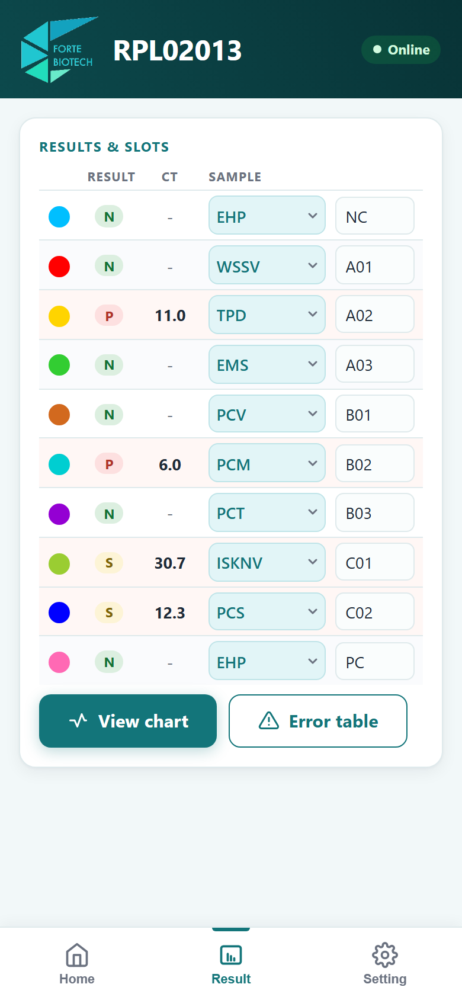 FORTE
BIOTECH
RPL02013
Online
RESULTS & SLOTS
RESULT CT SAMPLE
N - EHP NC
N - WSSV A01
P 11.0 TPD A02
N - EMS A03
N - PCV B01
P 6.0 PCM B02
N - PCT B03
S 30.7 ISKNV C01
S 12.3 PCS C02
N - EHP PC
View chart Error table
Home Result Setting